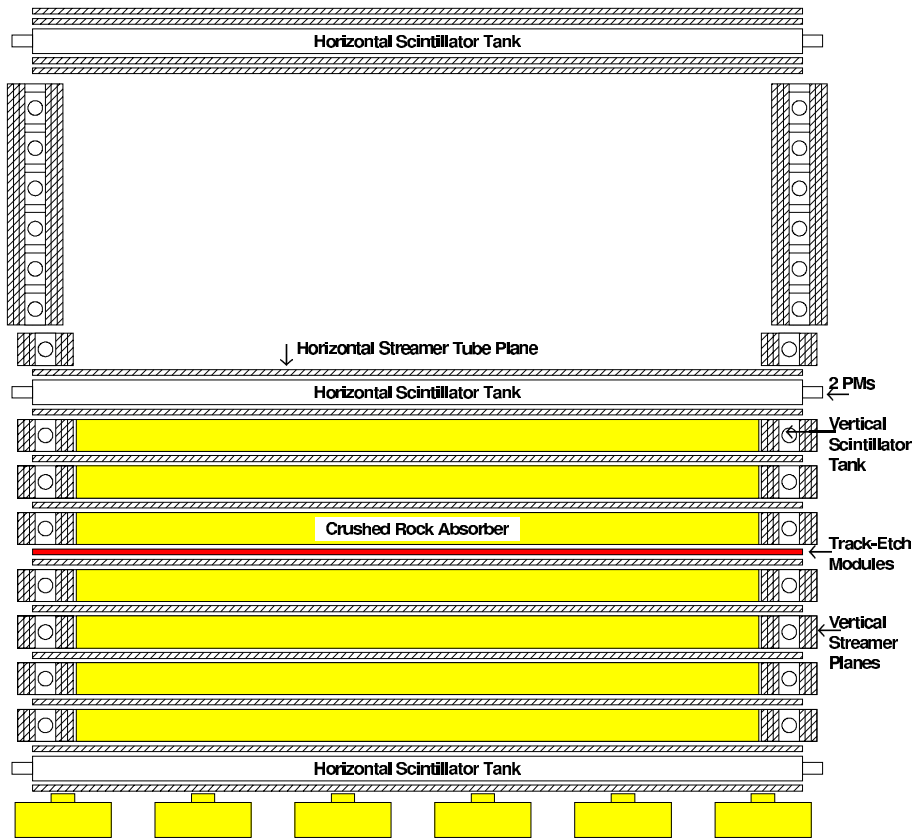 Horizontal Scintillator Tank
Horizontal Streamer Tube Plane
Horizontal Scintillator Tank
2 PMs
Vertical
Scintillator
Tank
Crushed Rock Absorber
Track-Etch
Modules
Vertical
Streamer
Planes
Horizontal Scintillator Tank